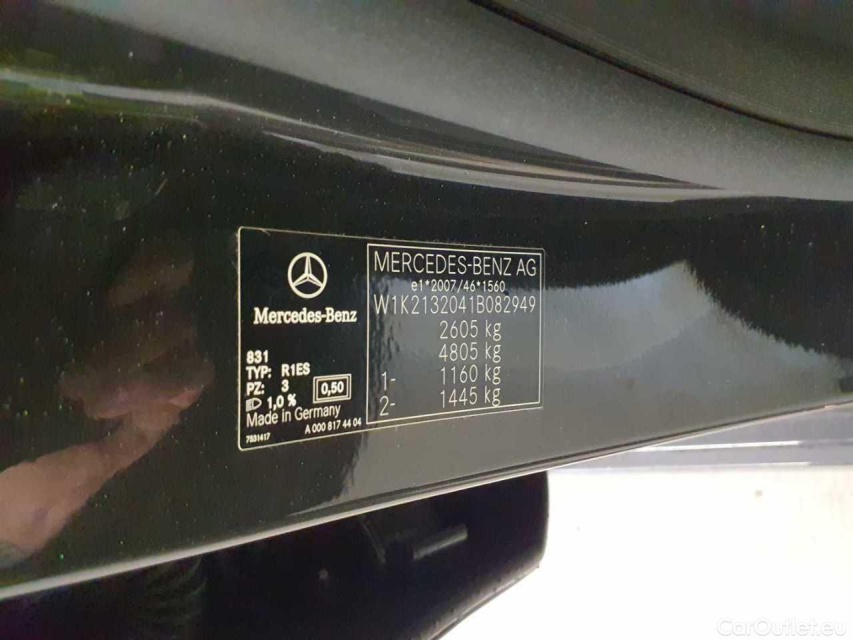 MERCEDES-BENZ AG
e1*2007/46*1560
W1K2132041B082949
2605 kg
4805 kg
1- 1160 kg
2- 1445 kg
Mercedes-Benz
831
TYP: R1ES
PZ: 3 0,50
1,0 %
Made in Germany
7831417 A 000 817 44 04
CarOutlet.eu